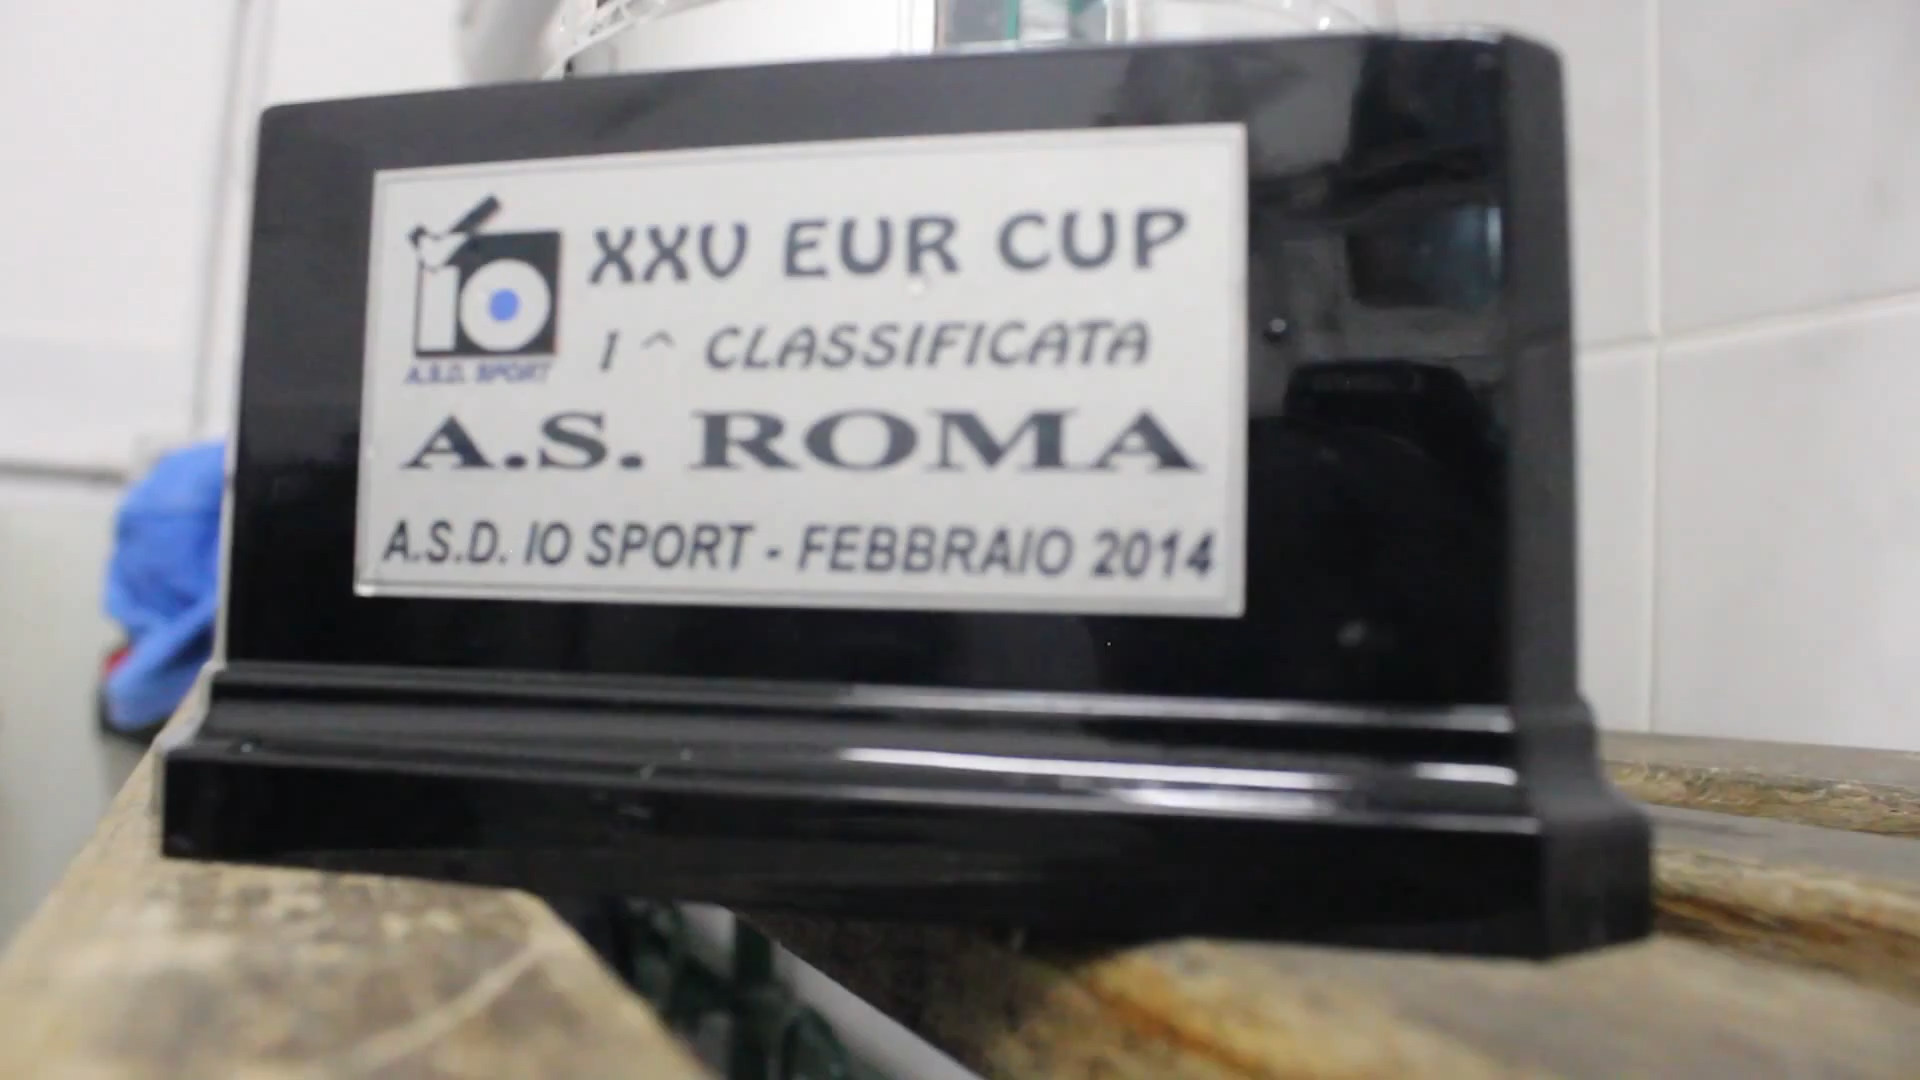 XXV EUR CUP
1^ CLASSIFICATA
IO
A.S.D. SPORT
A.S. ROMA
A.S.D. IO SPORT - FEBBRAIO 2014